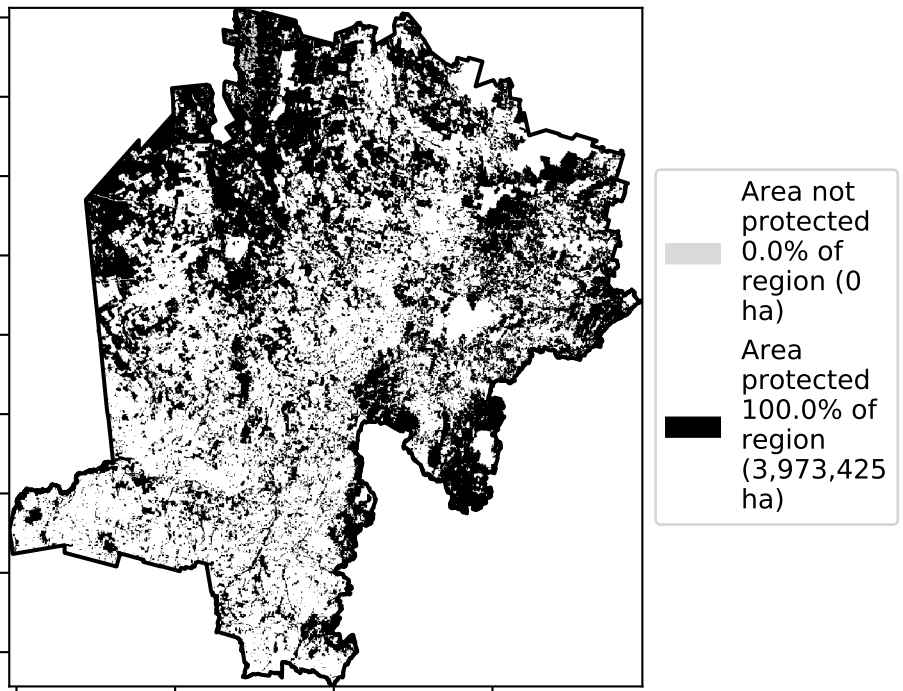 Area not
protected
0.0% of
region (0
ha)
Area
protected
100.0% of
region
(3,973,425
ha)